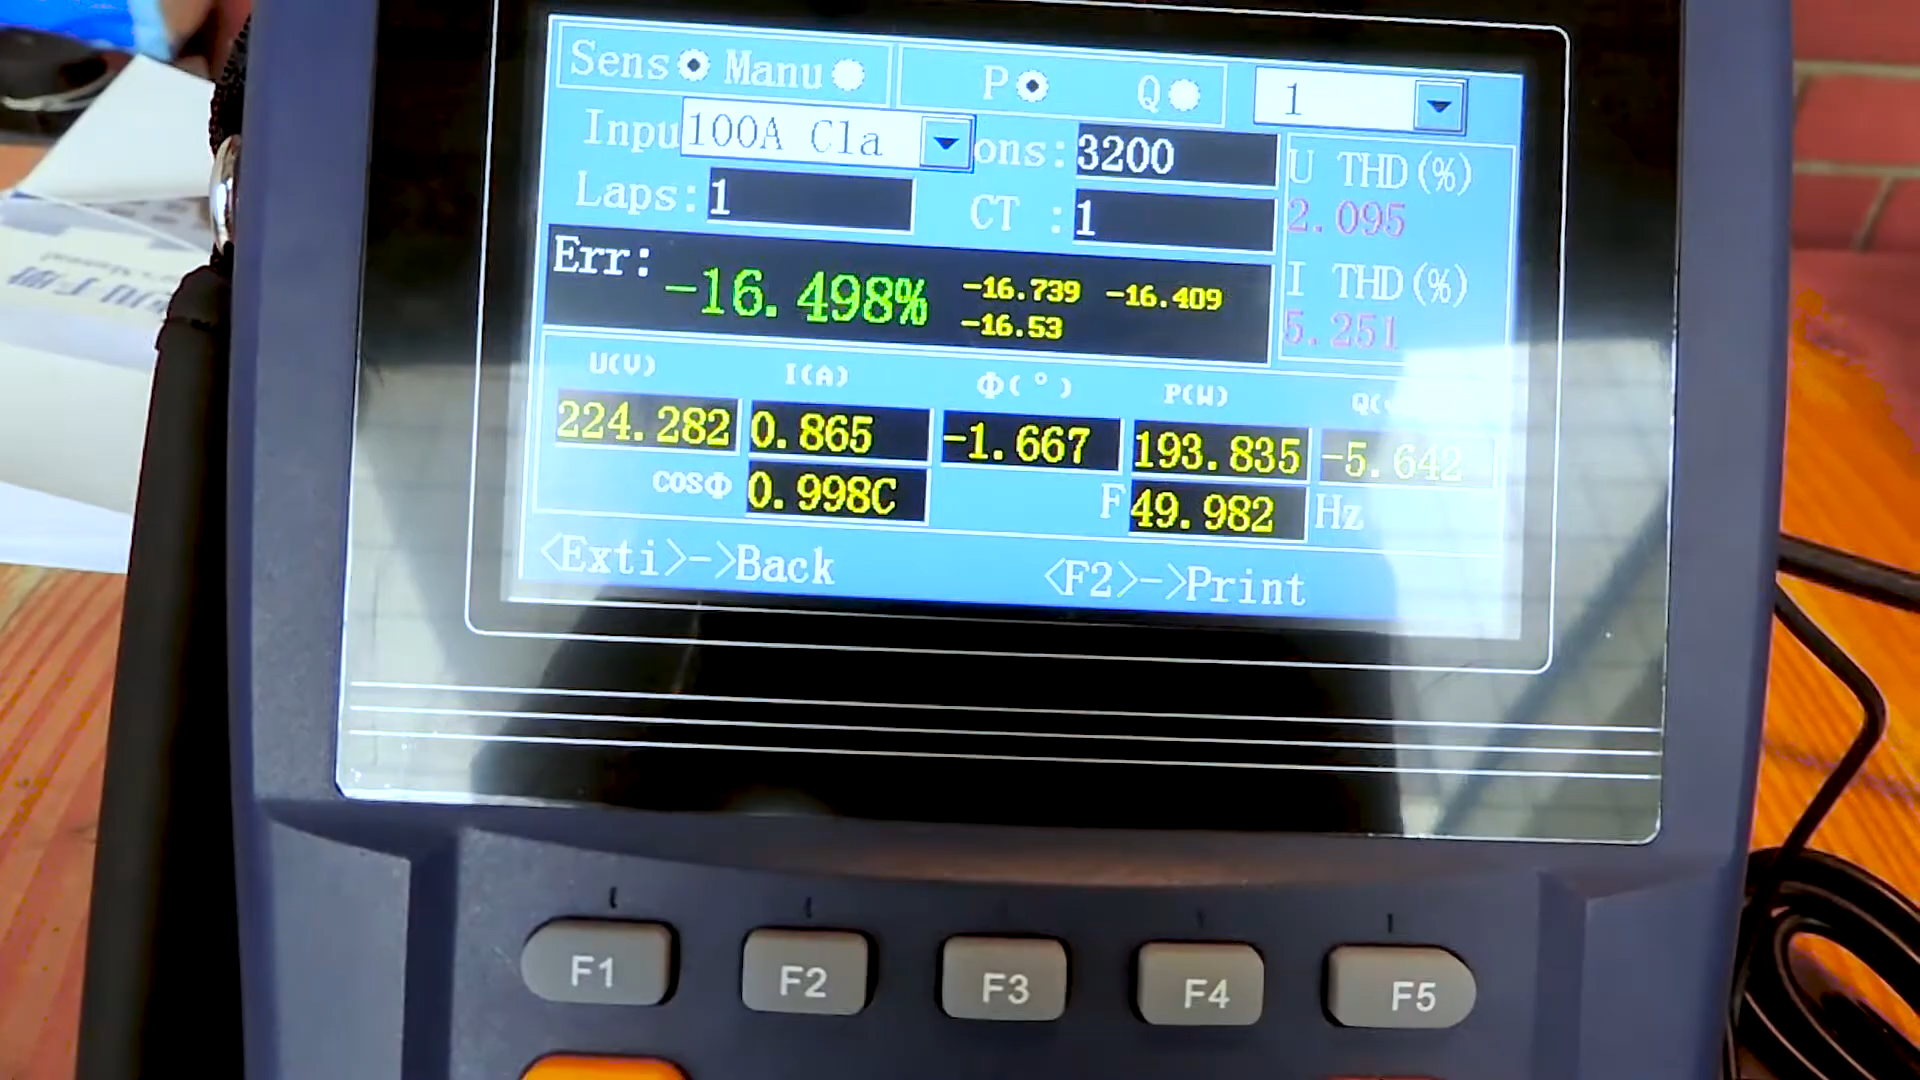 Sens Manu P Q 1
Inpu 100A Cla ons: 3200
Laps: 1 CT : 1
U THD(%)
2.095
I THD(%)
5.251
Err: -16.498% -16.739 -16.409
-16.53
U(V) I(A) Φ(°) P(W)
224.282 0.865 -1.667 193.835 -5.642
cosΦ 0.998C F 49.982 Hz
<Exti>->Back <F2>->Print
F1 F2 F3 F4 F5